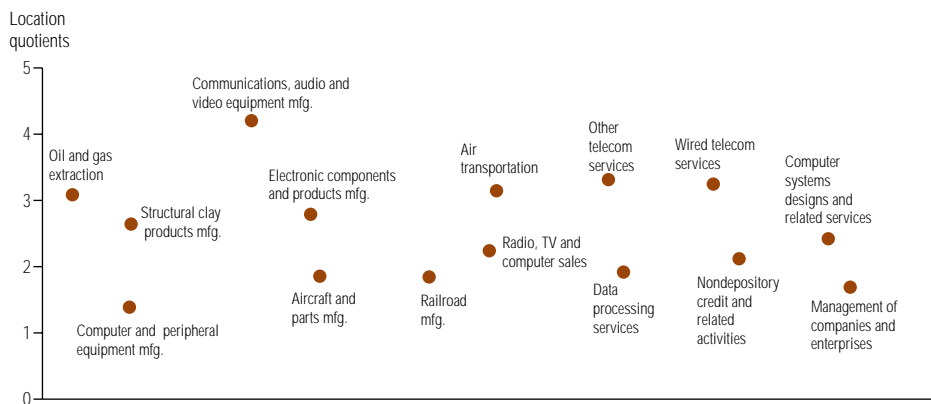 Location
quotients
5
Communications, audio and
video equipment mfg.
4
Oil and gas
extraction
Electronic components
and products mfg.
Air
transportation
Other
telecom
services
Wired telecom
services
Computer
systems
designs and
related services
3
Structural clay
products mfg.
Radio, TV and
computer sales
2
Computer and peripheral
equipment mfg.
Aircraft and
parts mfg.
Railroad
mfg.
Data
processing
services
Nondepository
credit and
related
activities
Management of
companies and
enterprises
1
0